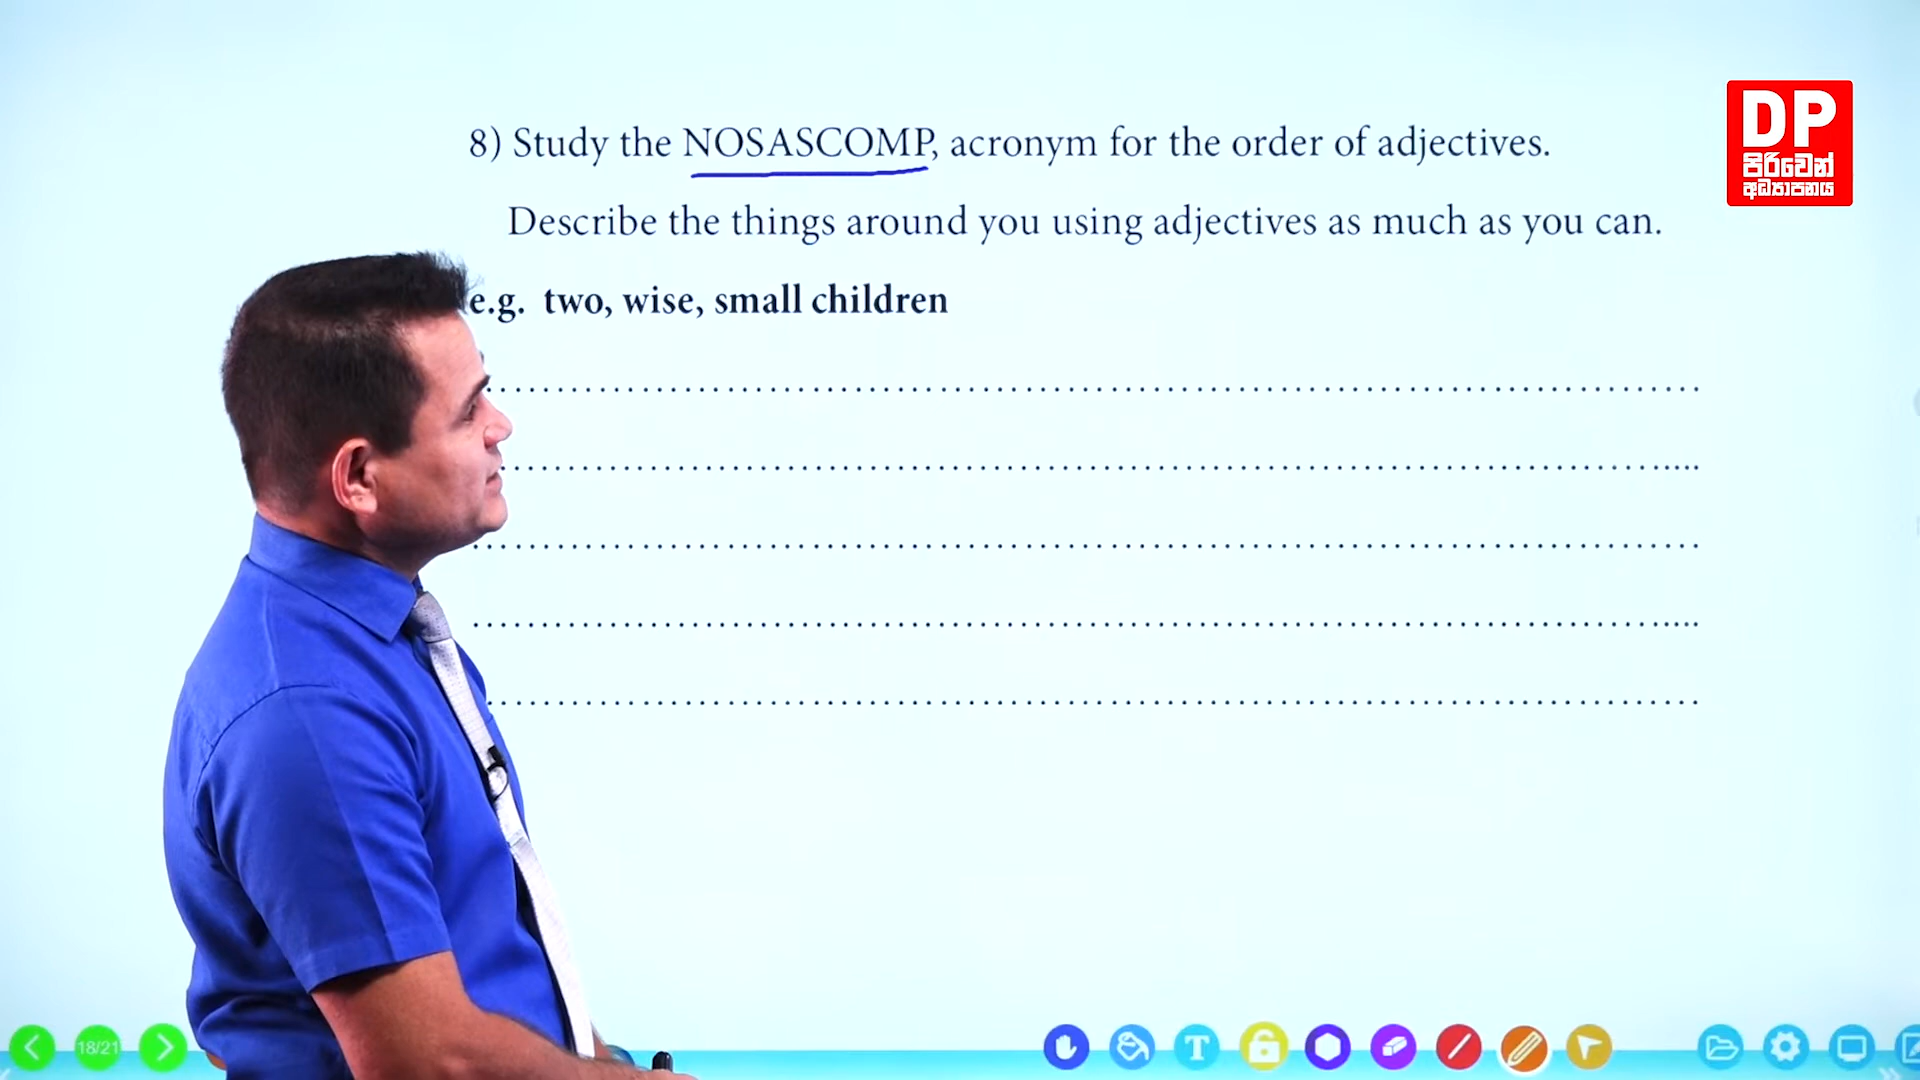 DP
පිරිවෙන්
අධ්‍යාපනය
8) Study the NOSASCOMP, acronym for the order of adjectives.
Describe the things around you using adjectives as much as you can.
e.g. two, wise, small children
18/21
T